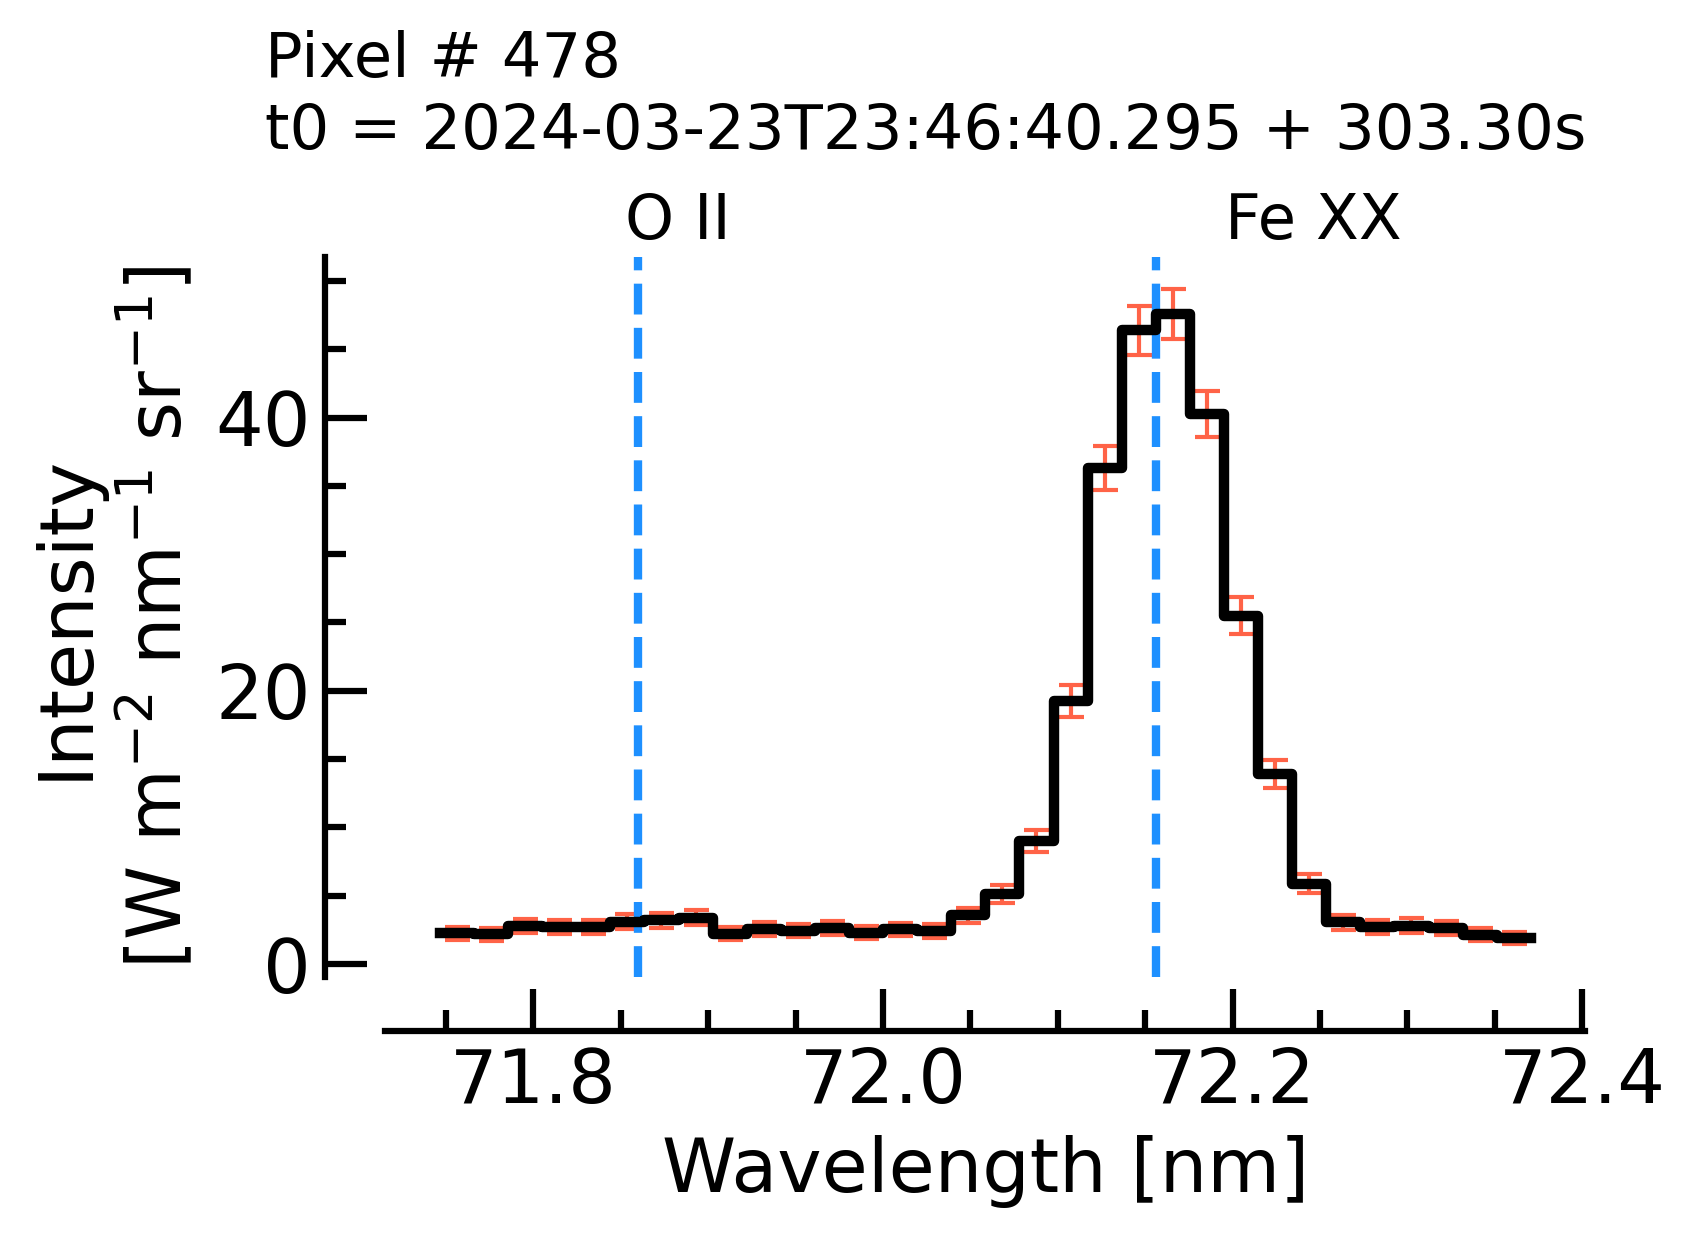 Pixel # 478
t0 = 2024-03-23T23:46:40.295 + 303.30s
O II
Fe XX
Intensity
[W m⁻² nm⁻¹ sr⁻¹]
40
20
0
71.8 72.0 72.2 72.4
Wavelength [nm]